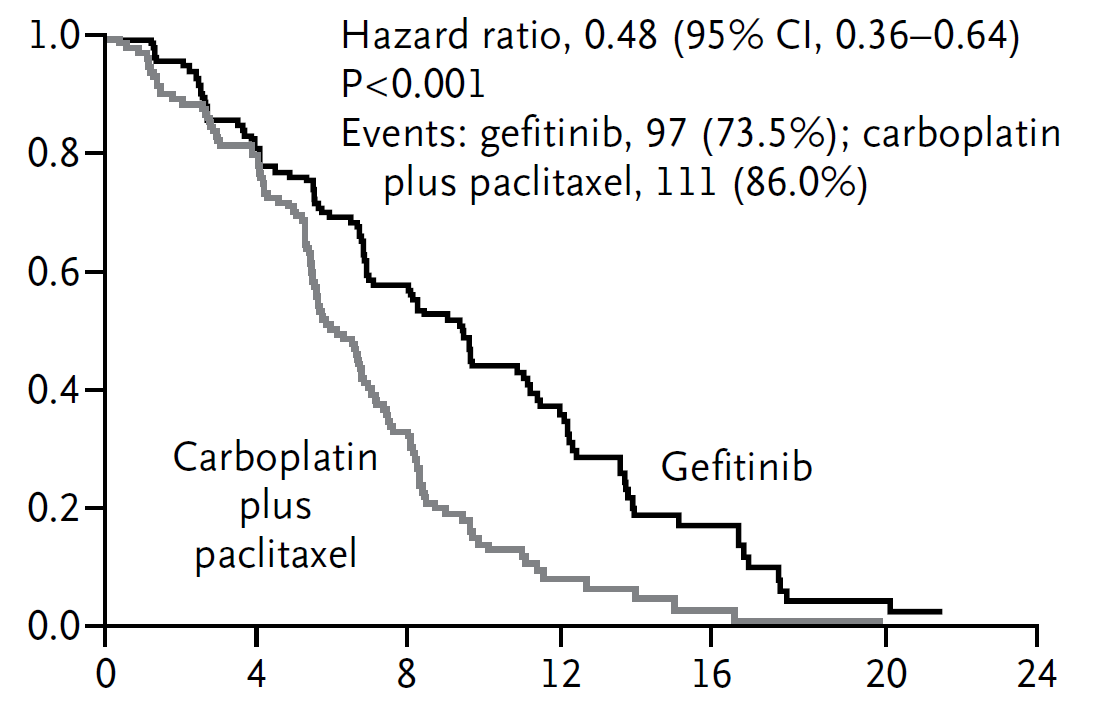 Hazard ratio, 0.48 (95% CI, 0.36–0.64)
P<0.001
Events: gefitinib, 97 (73.5%); carboplatin
plus paclitaxel, 111 (86.0%)
1.0
0.8
0.6
0.4
0.2
0.0
Carboplatin
plus
paclitaxel
Gefitinib
0 4 8 12 16 20 24